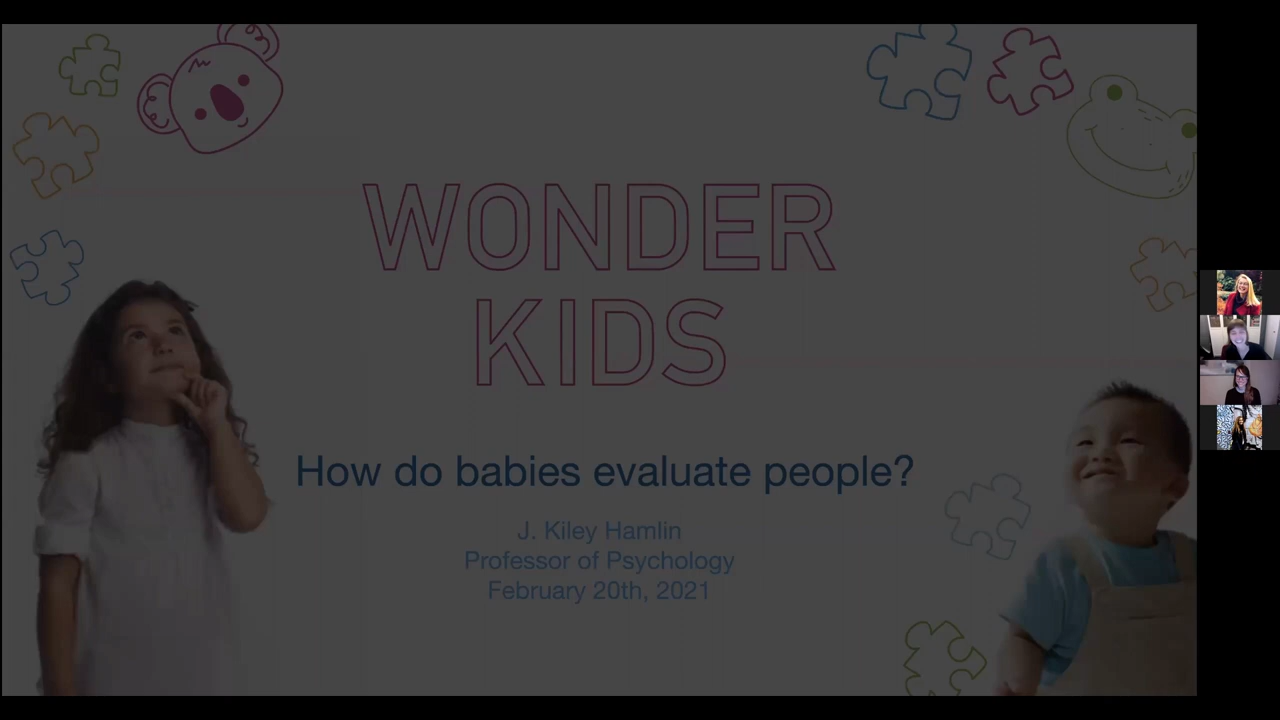 WONDER
KIDS
How do babies evaluate people?
J. Kiley Hamlin
Professor of Psychology
February 20th, 2021